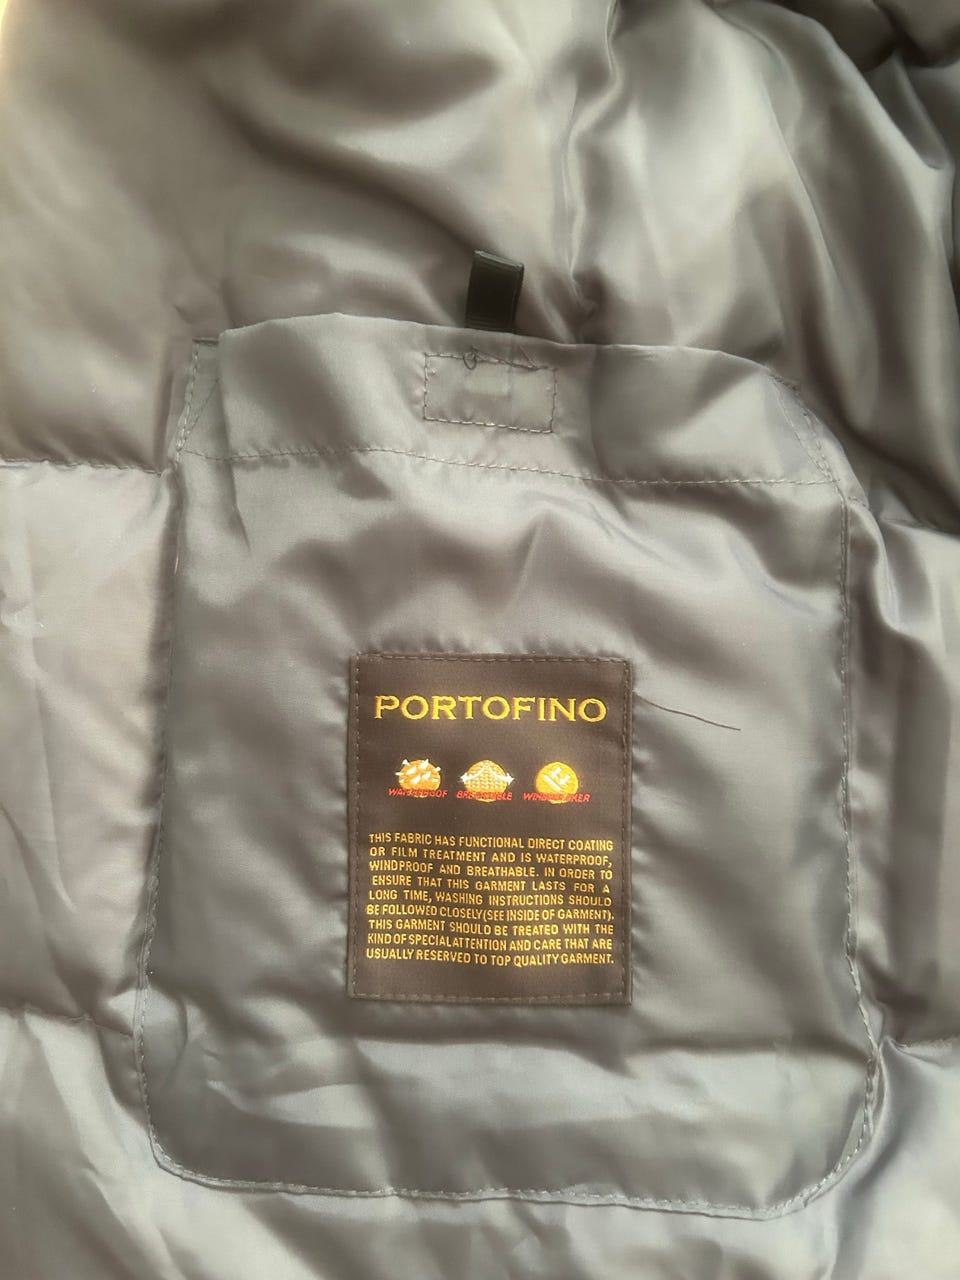 PORTOFINO
WATERPROOF BREATHABLE WINDBREAKER
THIS FABRIC HAS FUNCTIONAL DIRECT COATING
OR FILM TREATMENT AND IS WATERPROOF,
WINDPROOF AND BREATHABLE. IN ORDER TO
ENSURE THAT THIS GARMENT LASTS FOR A
LONG TIME, WASHING INSTRUCTIONS SHOULD
BE FOLLOWED CLOSELY(SEE INSIDE OF GARMENT).
THIS GARMENT SHOULD BE TREATED WITH THE
KIND OF SPECIAL ATTENTION AND CARE THAT ARE
USUALLY RESERVED TO TOP QUALITY GARMENT.